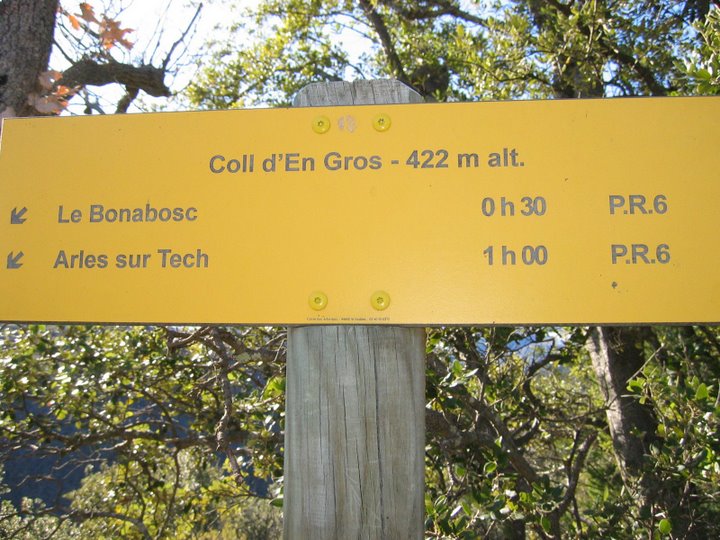 Coll d'En Gros - 422 m alt.
Le Bonabosc 0 h 30 P.R.6
Arles sur Tech 1 h 00 P.R.6